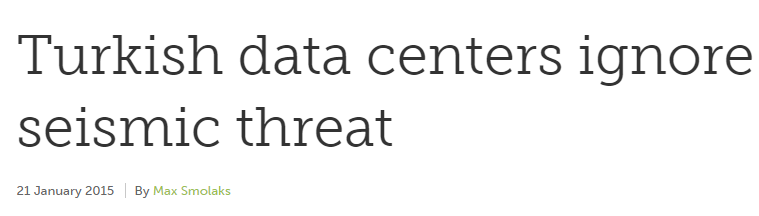 Turkish data centers ignore
seismic threat
21 January 2015 | By Max Smolaks